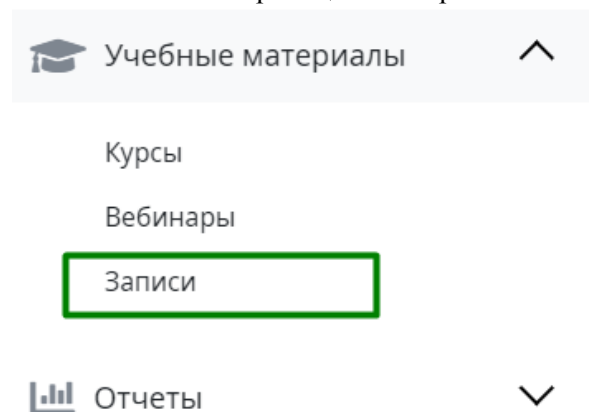 Учебные материалы
Курсы
Вебинары
Записи
Отчеты